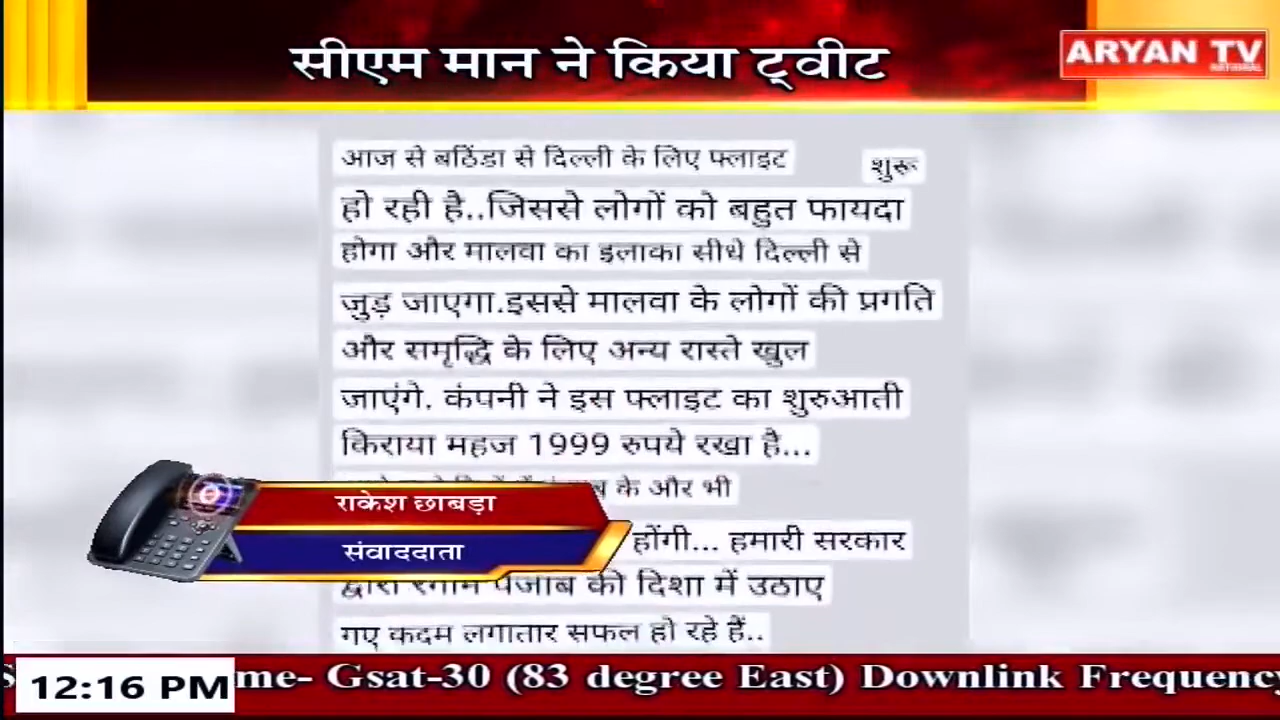 सीएम मान ने किया ट्वीट
ARYAN TV
NATIONAL
आज से बठिंडा से दिल्ली के लिए फ्लाइट शुरू
हो रही है..जिससे लोगों को बहुत फायदा
होगा और मालवा का इलाका सीधे दिल्ली से
जुड़ जाएगा.इससे मालवा के लोगों की प्रगति
और समृद्धि के लिए अन्य रास्ते खुल
जाएंगे. कंपनी ने इस फ्लाइट का शुरुआती
किराया महज 1999 रुपये रखा है...
के और भी
होंगी... हमारी सरकार
द्वारा रंगाम पंजाब की दिशा में उठाए
गए कदम लगातार सफल हो रहे हैं..
राकेश छाबड़ा
संवाददाता
12:16 PM
me- Gsat-30 (83 degree East) Downlink Frequency